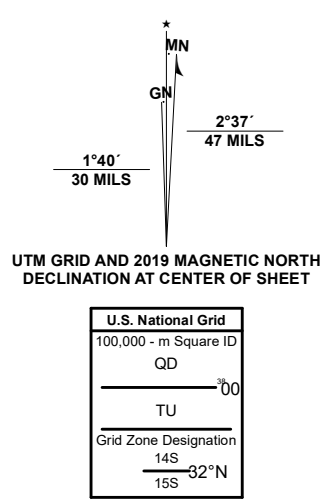 ★
MN
GN
2°37´
47 MILS
1°40´
30 MILS
UTM GRID AND 2019 MAGNETIC NORTH
DECLINATION AT CENTER OF SHEET
U.S. National Grid
100,000 - m Square ID
QD
³⁸00
TU
Grid Zone Designation
14S
32°N
15S